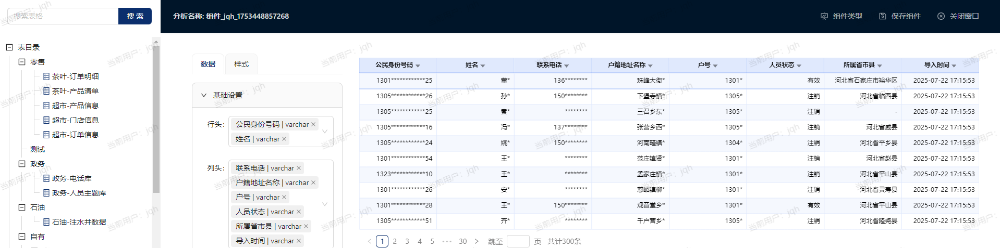 搜索表格 搜 索
分析名称: 组件_jqh_1753448857268
组件类型 保存组件 关闭窗口
表目录
零售
茶叶-订单明细
茶叶-产品清单
超市-产品信息
超市-门店信息
超市-订单信息
测试
政务
政务-电话库
政务-人员主题库
石油
石油-注水井数据
自有
数据 样式
基础设置
行头: 公民身份号码 | varchar ×
姓名 | varchar ×
列头: 联系电话 | varchar ×
户籍地址名称 | varchar ×
户号 | varchar ×
人员状态 | varchar ×
所属省市县 | varchar ×
导入时间 | varchar ×
公民身份号码 姓名 联系电话 户籍地址名称 户号 人员状态 所属省市县 导入时间
1301************25 董* 136******** 珠峰大街* 1301* 有效 河北省石家庄市裕华区 2025-07-22 17:15:53
1305************26 孙* 150******** 下堡寺镇* 1305* 注销 河北省临西县 2025-07-22 17:15:53
1305************25 秦* ******** 三召乡东* 1305* 注销 - 2025-07-22 17:15:53
1305************16 冯* 137******** 张营乡西* 1305* 注销 河北省威县 2025-07-22 17:15:53
1305************24 姚* 150******** 河南疃镇* 1304* 注销 河北省平乡县 2025-07-22 17:15:53
1301************54 王* ******** 范庄镇贤* 1301* 注销 河北省赵县 2025-07-22 17:15:53
1323************10 王* ******** 孟家庄镇* 1301* 注销 河北省平山县 2025-07-22 17:15:53
1301************26 安* ******** 慈峪镇柳* 1301* 注销 河北省灵寿县 2025-07-22 17:15:53
1301************28 王* 150******** 观音堂乡* 1301* 有效 河北省平山县 2025-07-22 17:15:53
1305************51 齐* ******** 千户营乡* 1305* 注销 河北省隆尧县 2025-07-22 17:15:53
< 1 2 3 4 5 ••• 30 > 跳至 页 共计300条
当前用户：jqh